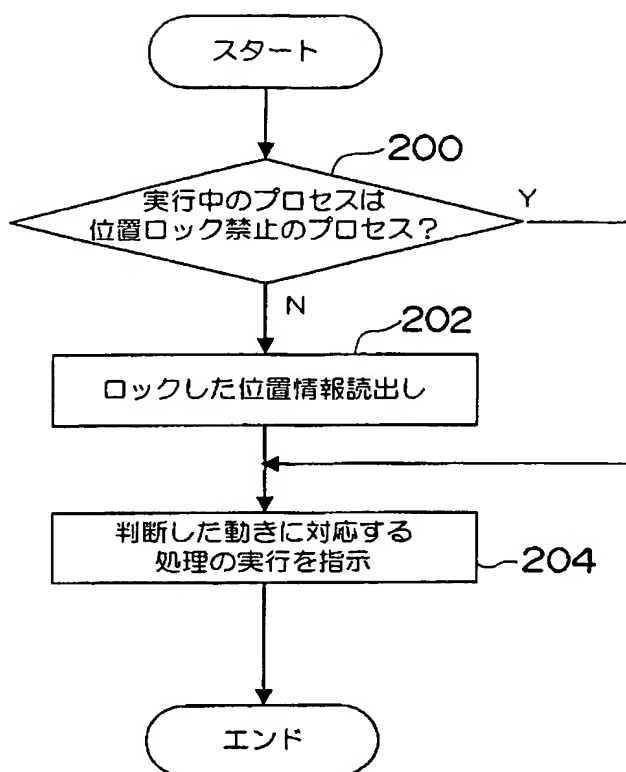 スタート
200
実行中のプロセスは
位置ロック禁止のプロセス？
Y
N
202
ロックした位置情報読出し
判断した動きに対応する
処理の実行を指示
204
エンド